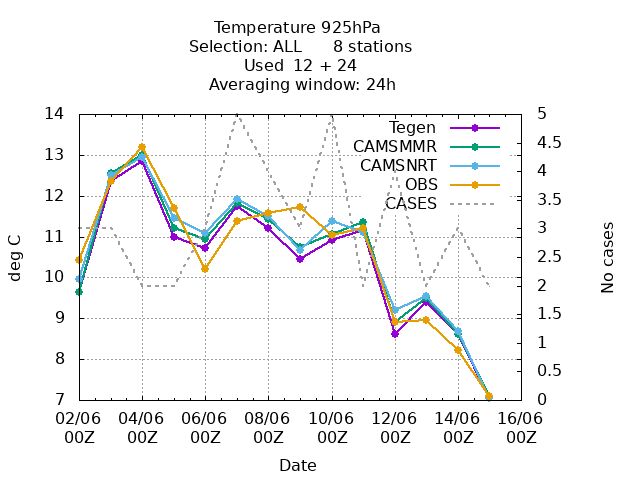 Temperature 925hPa
Selection: ALL 8 stations
Used 12 + 24
Averaging window: 24h
14
13
12
11
10
9
8
7
deg C
5
4.5
4
3.5
3
2.5
2
1.5
1
0.5
0
No cases
Tegen
CAMSMMR
CAMSNRT
OBS
CASES
02/06 04/06 06/06 08/06 10/06 12/06 14/06 16/06
00Z 00Z 00Z 00Z 00Z 00Z 00Z 00Z
Date